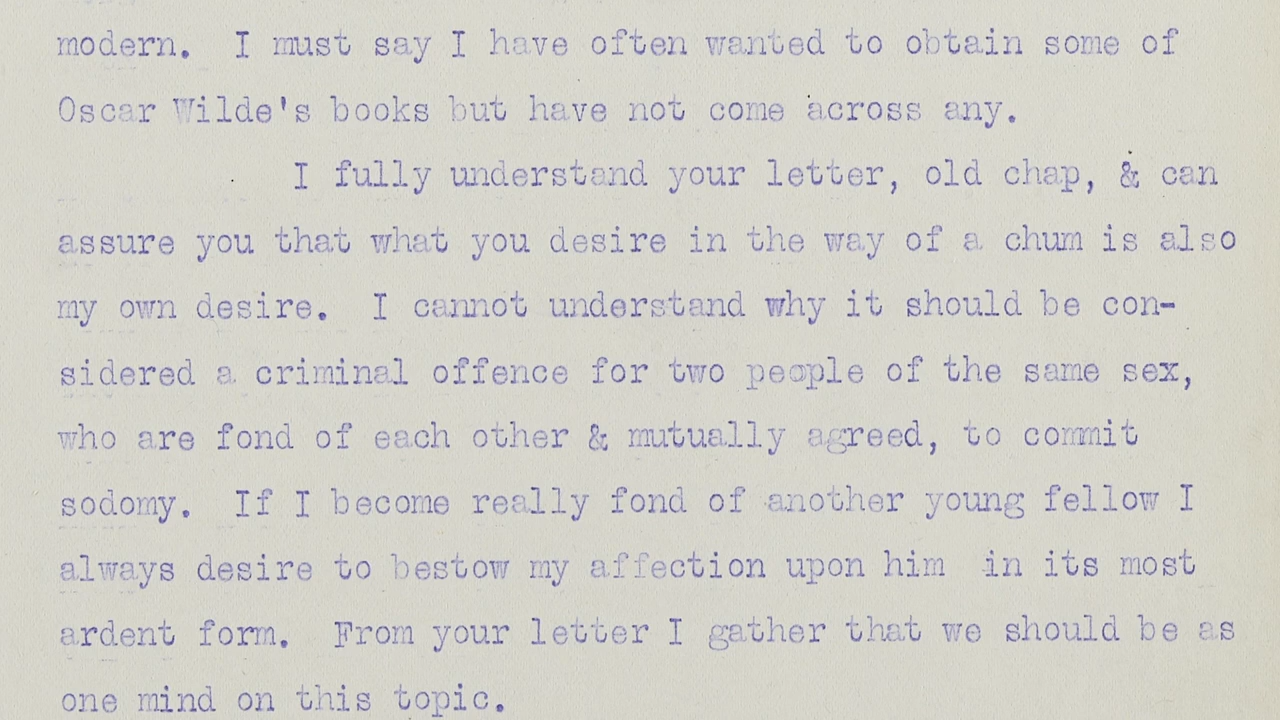 modern.  I must say I have often wanted to obtain some of
Oscar Wilde's books but have not come across any.
I fully understand your letter, old chap, & can
assure you that what you desire in the way of a chum is also
my own desire.  I cannot understand why it should be con-
sidered a criminal offence for two people of the same sex,
who are fond of each other & mutually agreed, to commit
sodomy.  If I become really fond of another young fellow I
always desire to bestow my affection upon him  in its most
ardent form.  From your letter I gather that we should be as
one mind on this topic.